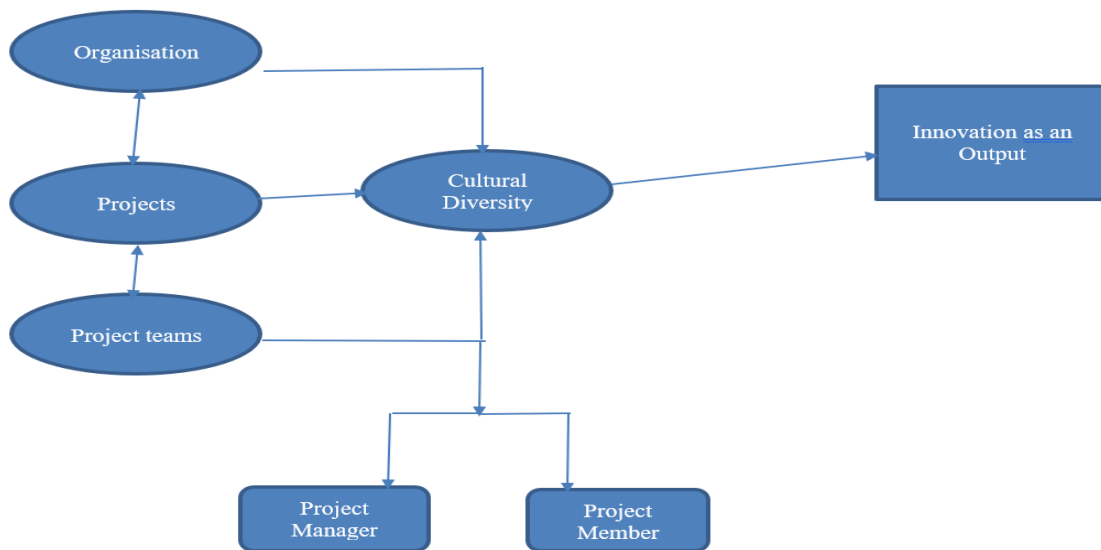 Organisation
Innovation as an
Output
Cultural
Diversity
Projects
Project teams
Project
Manager
Project
Member